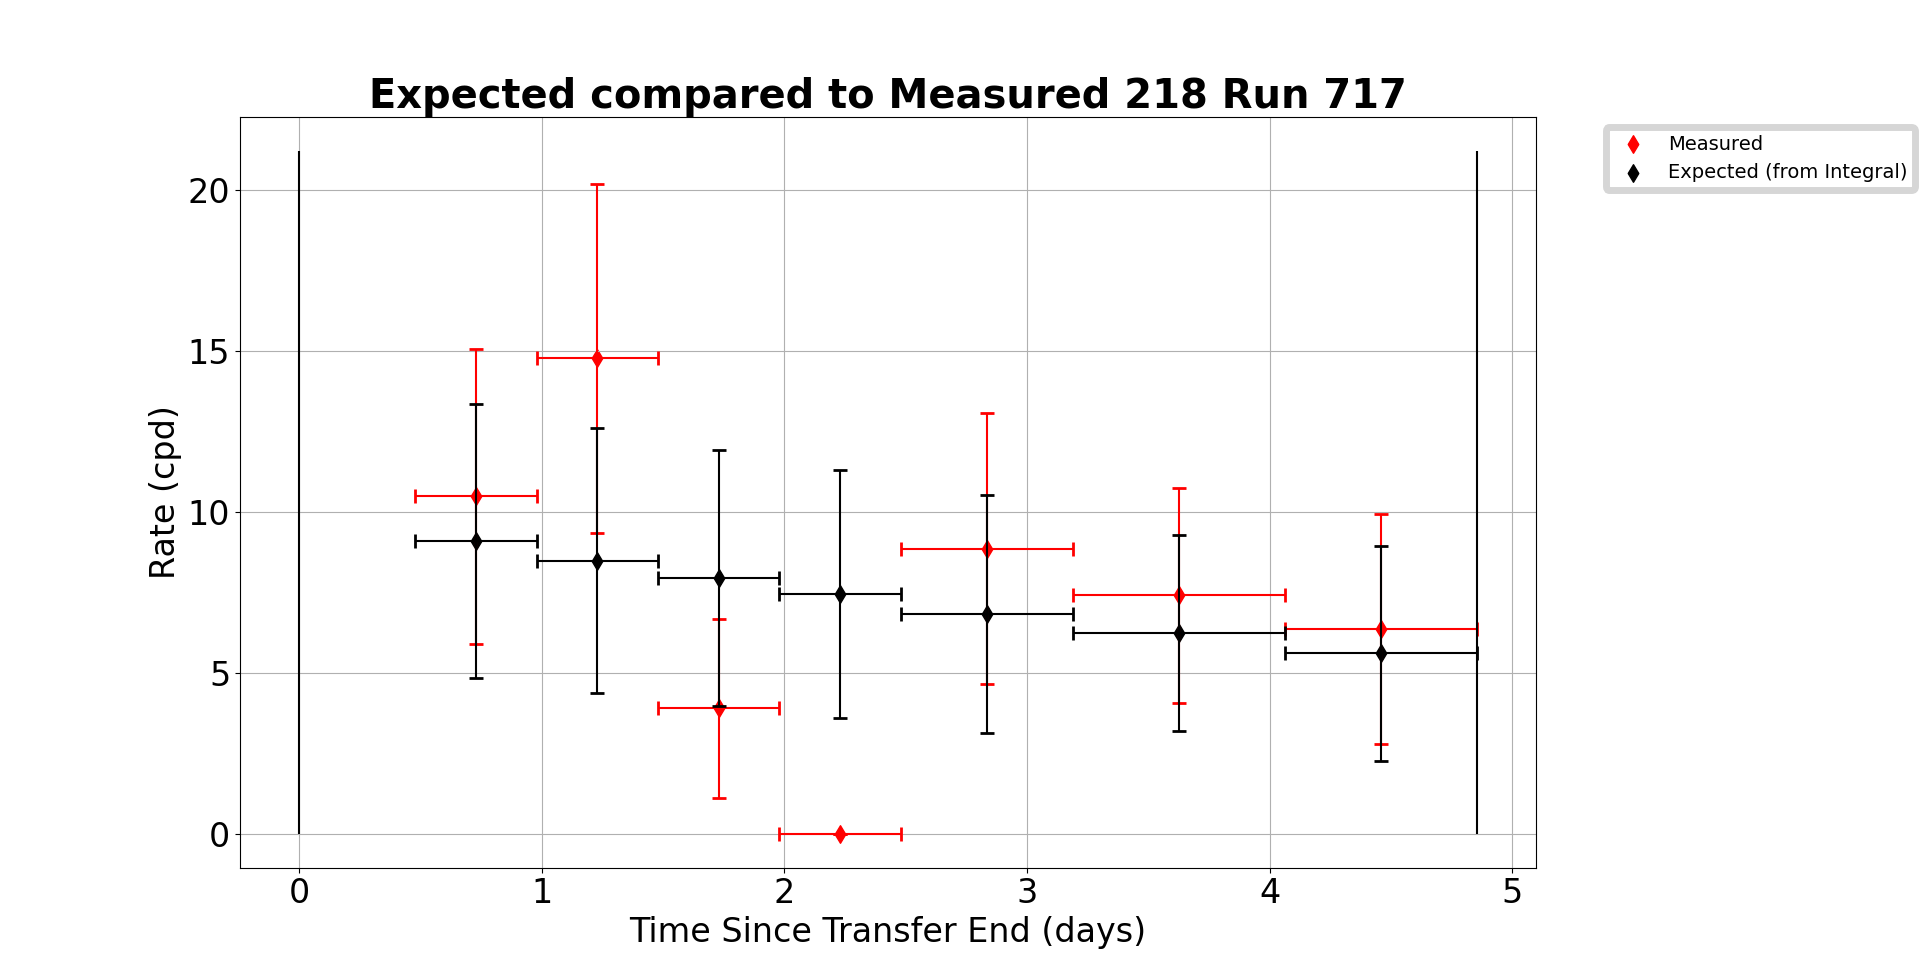 Expected compared to Measured 218 Run 717
Measured
Expected (from Integral)
20
15
10
5
0
Rate (cpd)
0 1 2 3 4 5
Time Since Transfer End (days)